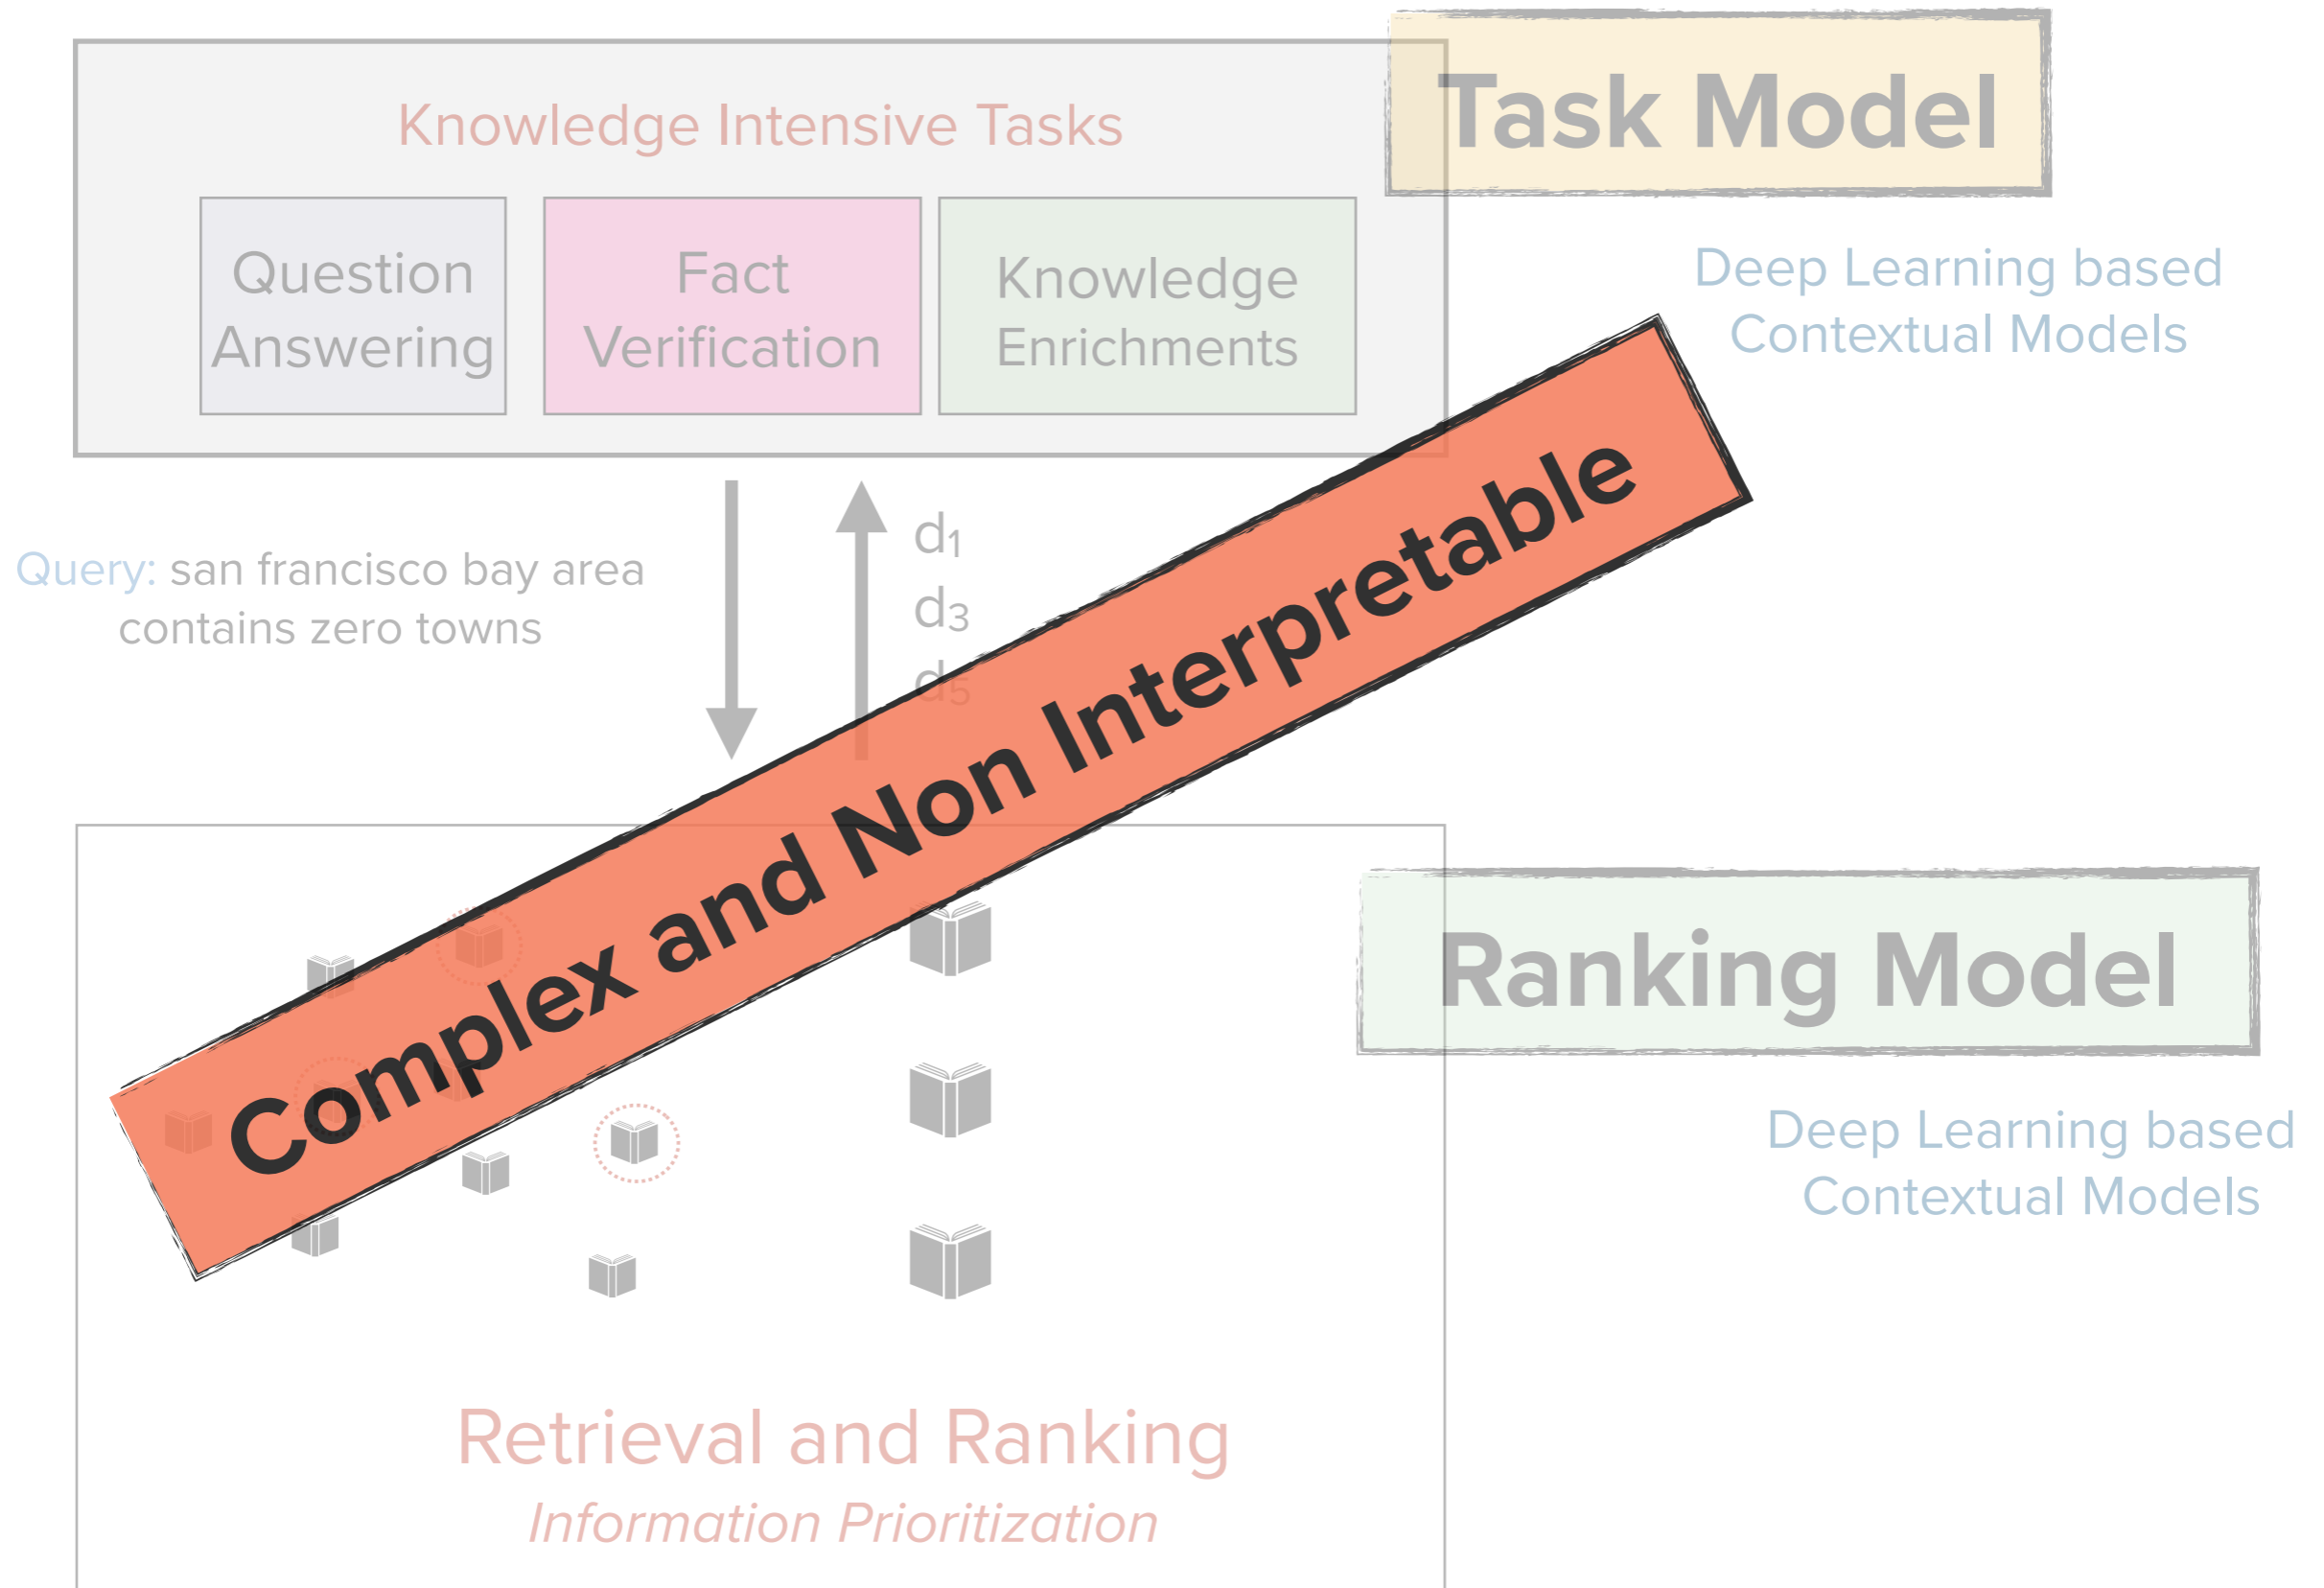 Knowledge Intensive Tasks
Task Model
Question
Answering
Fact
Verification
Knowledge
Enrichments
Deep Learning based
Contextual Models
Query: san francisco bay area
contains zero towns
d₁
d₃
d₅
Complex and Non Interpretable
Ranking Model
Deep Learning based
Contextual Models
Retrieval and Ranking
Information Prioritization